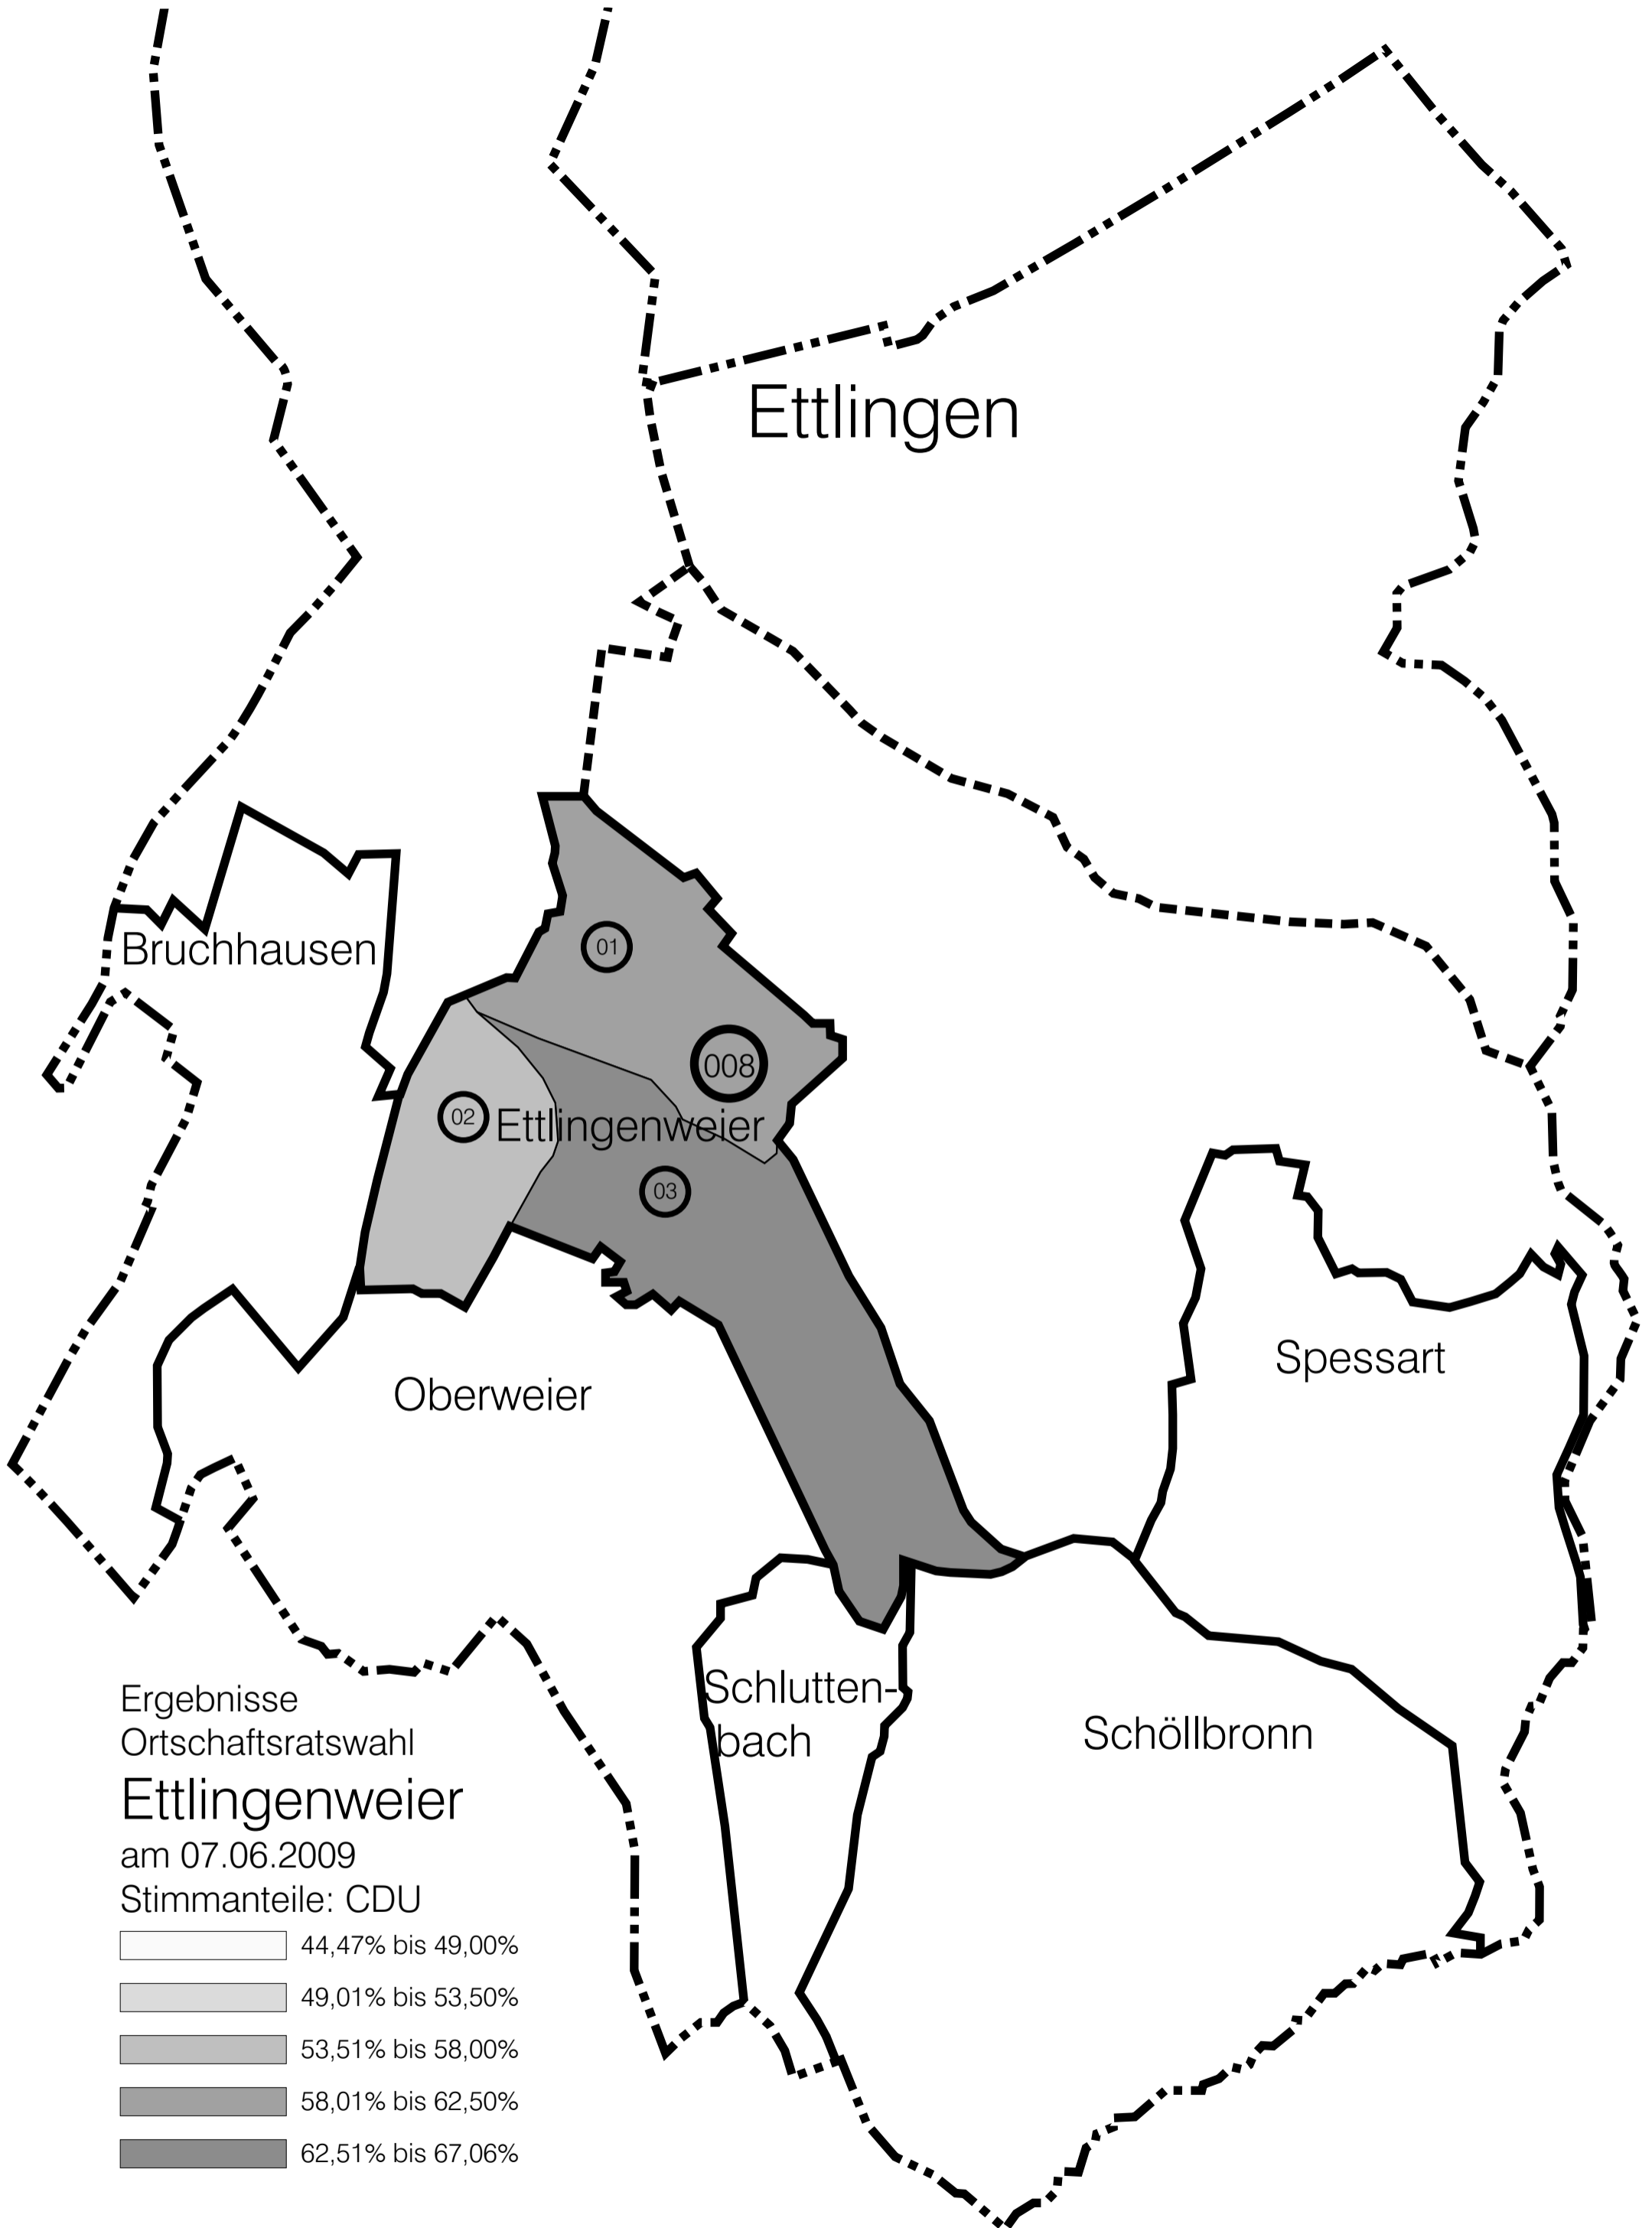 Ettlingen
Bruchhausen
01
008
02
Ettlingenweier
03
Spessart
Oberweier
Schlutten-
bach
Schöllbronn
Ergebnisse
Ortschaftsratswahl
Ettlingenweier
am 07.06.2009
Stimmanteile: CDU
44,47% bis 49,00%
49,01% bis 53,50%
53,51% bis 58,00%
58,01% bis 62,50%
62,51% bis 67,06%